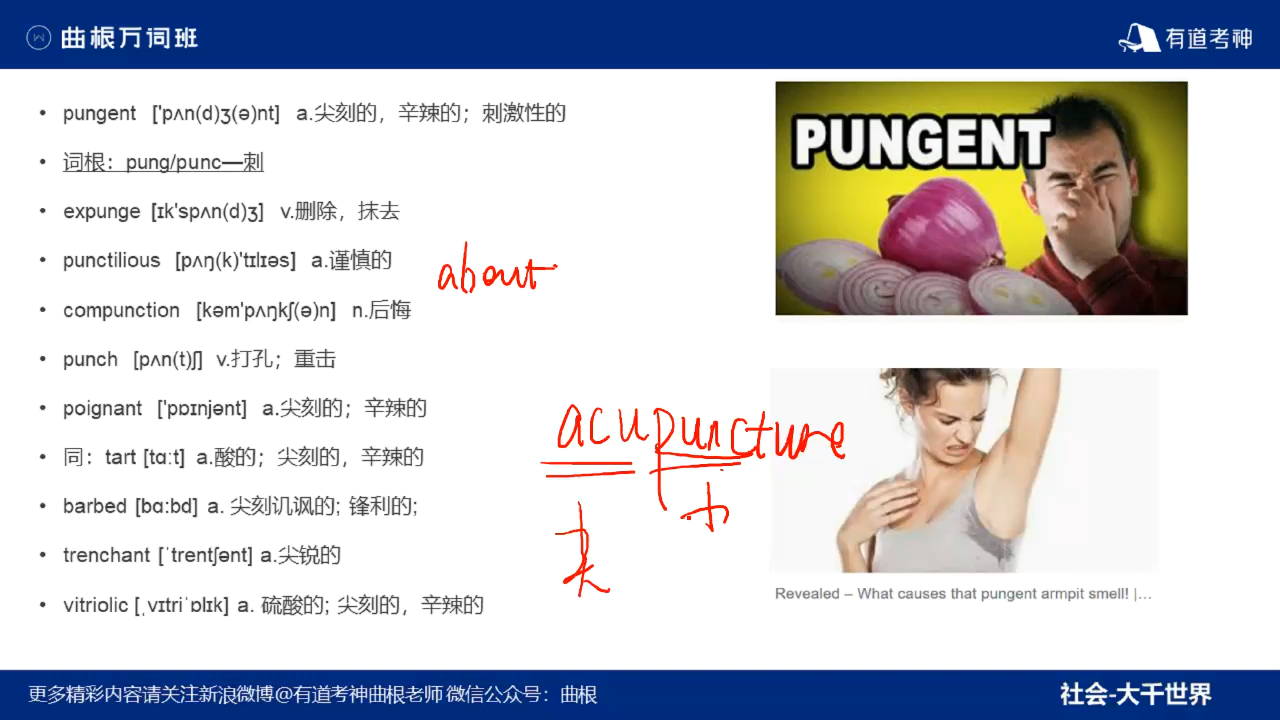 曲根万词班
有道考神
pungent ['pʌn(d)ʒ(ə)nt] a.尖刻的，辛辣的；刺激性的
词根：pung/punc—刺
expunge [ɪk'spʌn(d)ʒ] v.删除，抹去
punctilious [pʌŋ(k)'tɪlɪəs] a.谨慎的
about
compunction [kəm'pʌŋkʃ(ə)n] n.后悔
punch [pʌn(t)ʃ] v.打孔；重击
poignant ['pɒɪnjənt] a.尖刻的；辛辣的
acupuncture
同：tart [tɑːt] a.酸的；尖刻的，辛辣的
barbed [bɑ:bd] a. 尖刻讥讽的; 锋利的;
trenchant [ˈtrentʃənt] a.尖锐的
vitriolic [ˌvɪtriˈɒlɪk] a. 硫酸的; 尖刻的，辛辣的
PUNGENT
Revealed – What causes that pungent armpit smell! |...
更多精彩内容请关注新浪微博@有道考神曲根老师 微信公众号：曲根
社会-大千世界